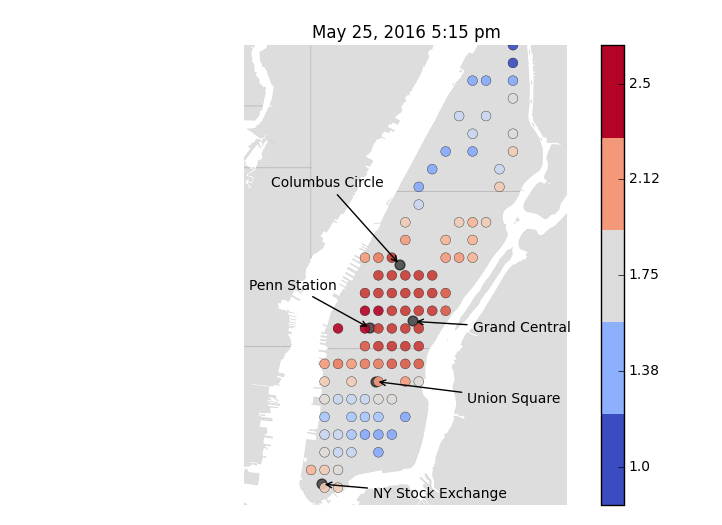 May 25, 2016 5:15 pm
2.5
2.12
Columbus Circle
1.75
Penn Station
Grand Central
1.38
Union Square
1.0
NY Stock Exchange